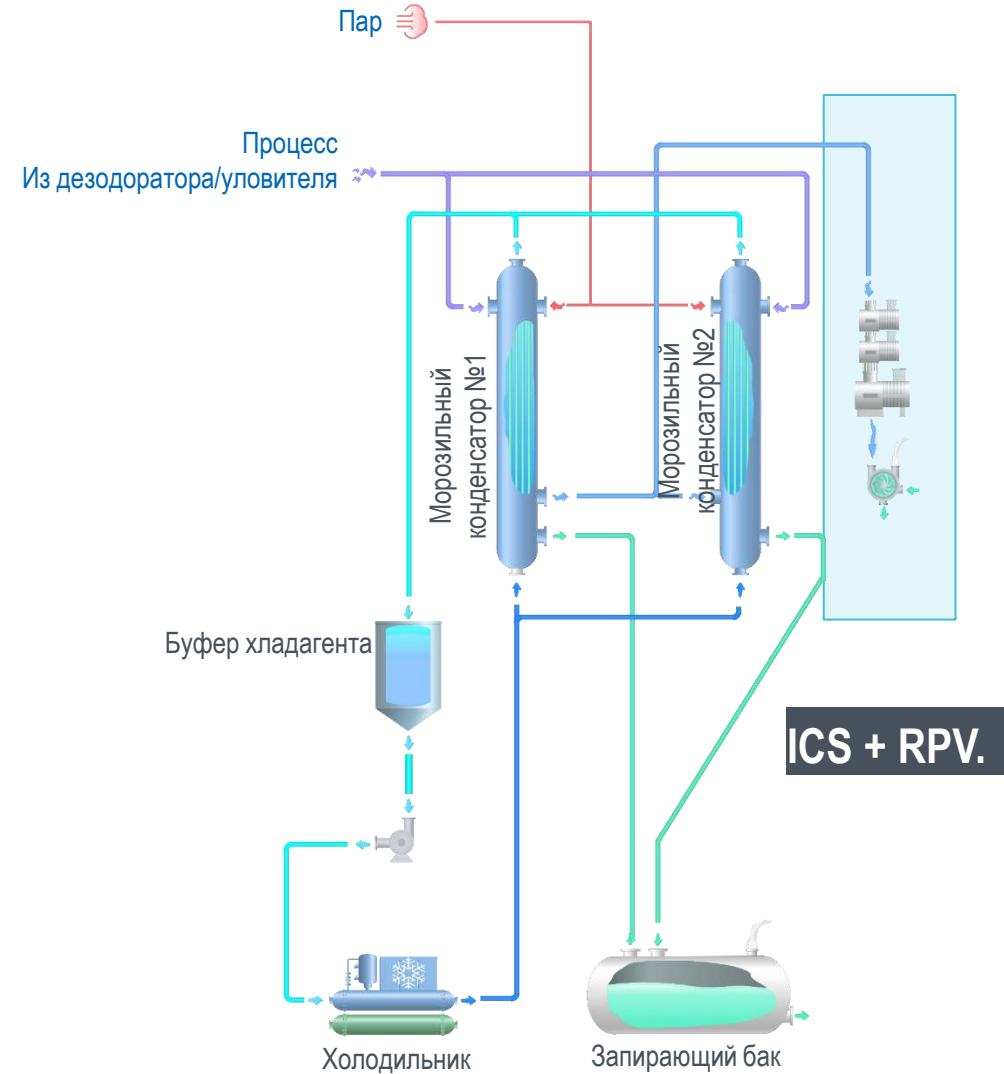 Пар
Процесс
Из дезодоратора/уловителя
Морозильный
конденсатор №1
Морозильный
конденсатор №2
Буфер хладагента
ICS + RPV.
Холодильник
Запирающий бак